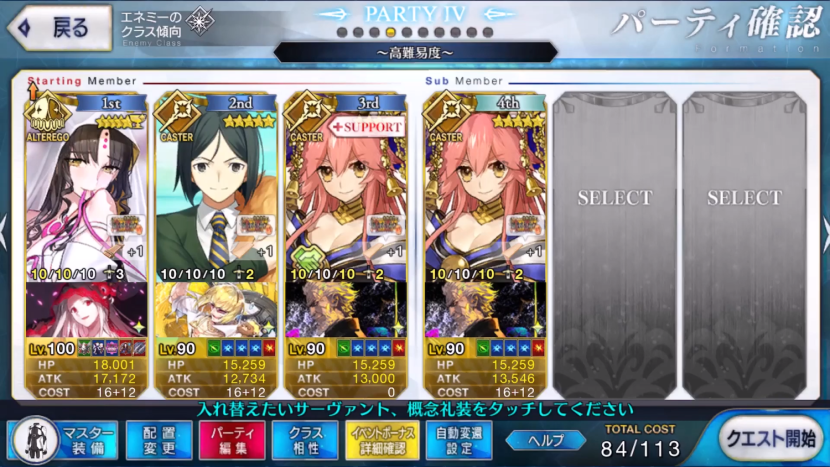 戻る
エネミーの
クラス傾向
Enemy Class
PARTY IV
～高難易度～
パーティ確認
Formation
Starting Member
Sub Member
1st
2nd
3rd
4th
ALTEREGO
CASTER
CASTER
CASTER
+SUPPORT
+1
+1
+1
+1
10/10/10 3
10/10/10 2
10/10/10 2
10/10/10 2
SELECT
SELECT
Lv.100
Lv.90
Lv.90
Lv.90
HP 18,001
ATK 17,172
COST 16+12
HP 15,259
ATK 12,734
COST 16+12
HP 15,259
ATK 13,000
COST 0
HP 15,259
ATK 13,546
COST 16+12
入れ替えたいサーヴァント、概念礼装をタッチしてください
マスター
装備
配置
変更
パーティ
編集
クラス
相性
イベントボーナス
詳細確認
自動変還
設定
ヘルプ
TOTAL COST
84/113
クエスト開始